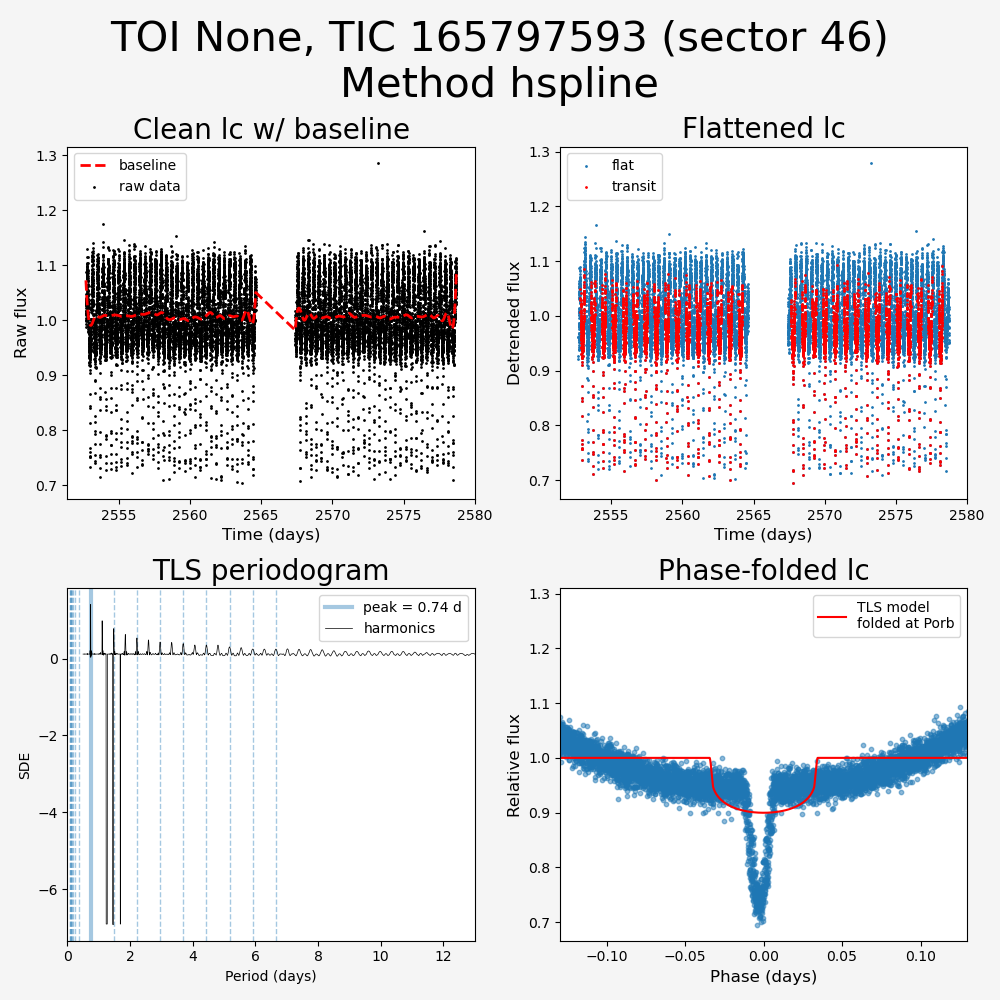 TOI None, TIC 165797593 (sector 46)
Method hspline
Clean lc w/ baseline
Flattened lc
baseline
raw data
flat
transit
1.3
1.2
1.1
1.0
0.9
0.8
0.7
Raw flux
2555
2560
2565
2570
2575
2580
Time (days)
1.3
1.2
1.1
1.0
0.9
0.8
0.7
Detrended flux
2555
2560
2565
2570
2575
2580
Time (days)
TLS periodogram
Phase-folded lc
peak = 0.74 d
harmonics
TLS model
folded at Porb
0
−2
−4
−6
SDE
0
2
4
6
8
10
12
Period (days)
1.3
1.2
1.1
1.0
0.9
0.8
0.7
Relative flux
−0.10
−0.05
0.00
0.05
0.10
Phase (days)